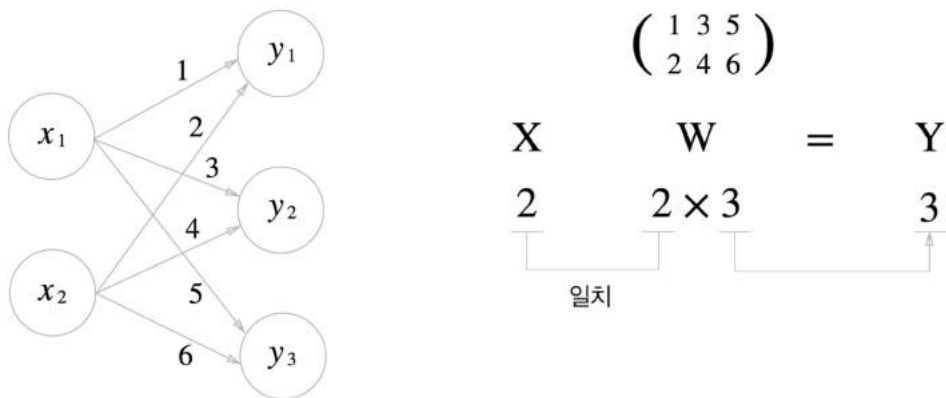 x₁
x₂
1
2
3
4
5
6
y₁
y₂
y₃
( 1 3 5
2 4 6 )
X W = Y
2 2 × 3 3
일치